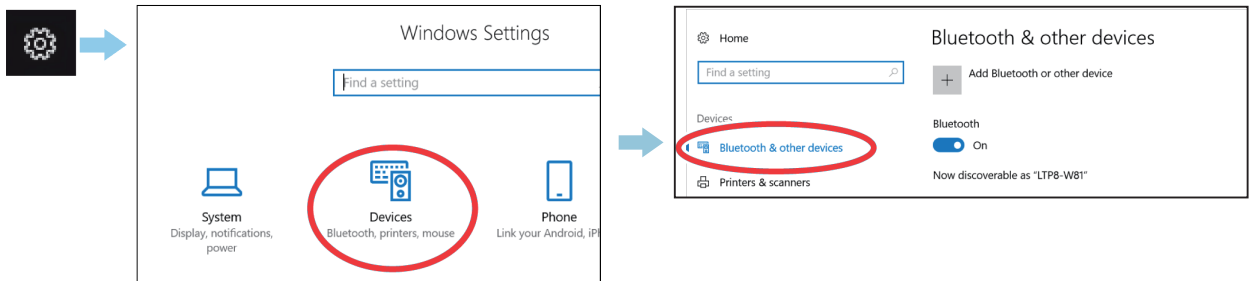 Windows Settings
Find a setting
System
Display, notifications,
power
Devices
Bluetooth, printers, mouse
Phone
Link your Android, iPh
Home
Find a setting
Devices
Bluetooth & other devices
Printers & scanners
Bluetooth & other devices
Add Bluetooth or other device
Bluetooth
On
Now discoverable as “LTP8-W81”